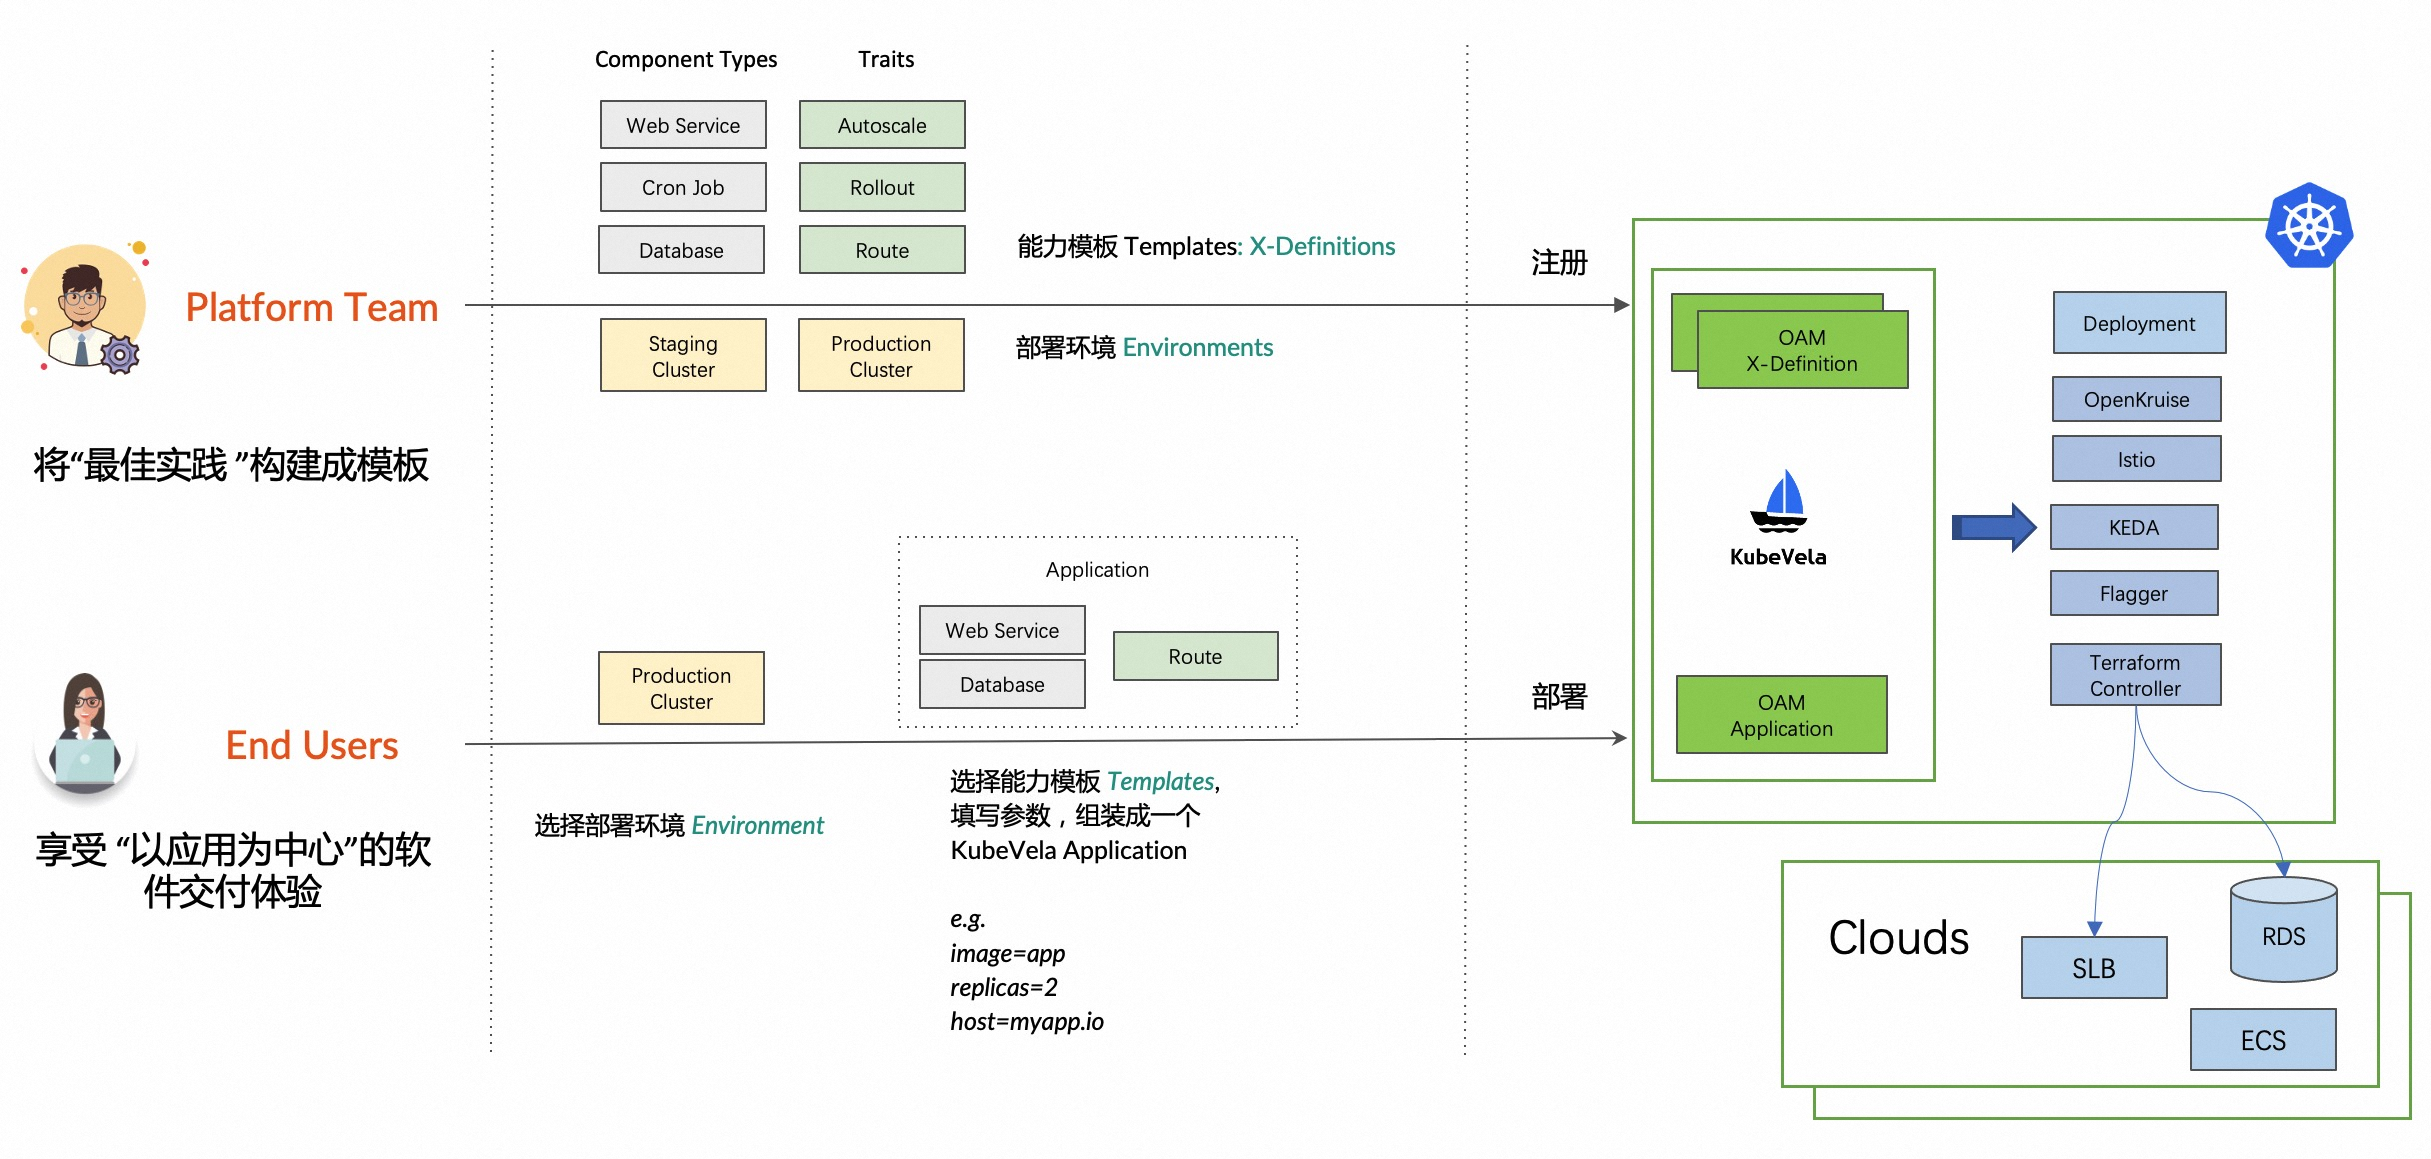 Component Types
Traits
Web Service
Autoscale
Cron Job
Rollout
Database
Route
能力模板 Templates: X-Definitions
Platform Team
注册
Staging
Cluster
Production
Cluster
部署环境 Environments
将“最佳实践 ”构建成模板
OAM
X-Definition
KubeVela
OAM
Application
Deployment
OpenKruise
Istio
KEDA
Flagger
Terraform
Controller
Application
Web Service
Database
Route
Production
Cluster
部署
End Users
享受 “以应用为中心”的软
件交付体验
选择部署环境 Environment
选择能力模板 Templates,
填写参数，组装成一个
KubeVela Application
e.g.
image=app
replicas=2
host=myapp.io
Clouds
SLB
RDS
ECS